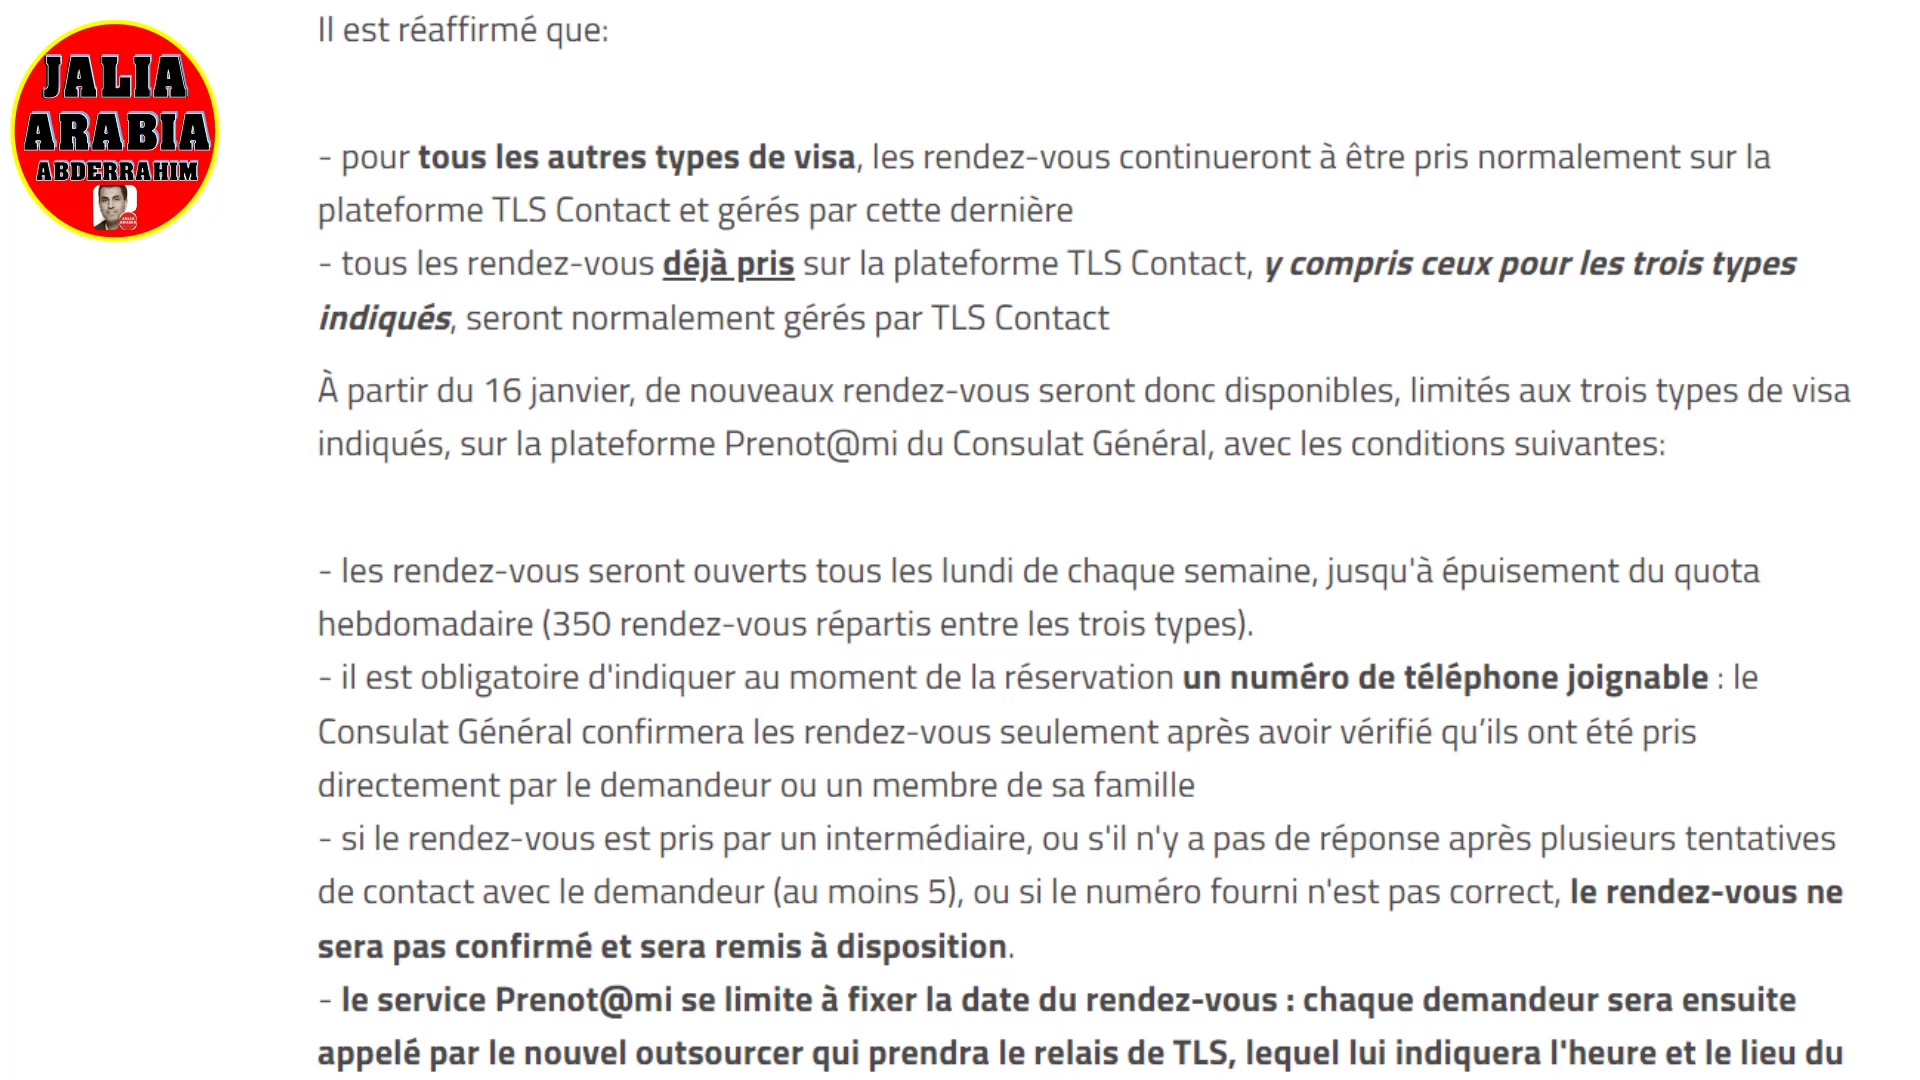 JALIA
ARABIA
ABDERRAHIM
Il est réaffirmé que:
- pour tous les autres types de visa, les rendez-vous continueront à être pris normalement sur la
plateforme TLS Contact et gérés par cette dernière
- tous les rendez-vous déjà pris sur la plateforme TLS Contact, y compris ceux pour les trois types
indiqués, seront normalement gérés par TLS Contact
À partir du 16 janvier, de nouveaux rendez-vous seront donc disponibles, limités aux trois types de visa
indiqués, sur la plateforme Prenot@mi du Consulat Général, avec les conditions suivantes:
- les rendez-vous seront ouverts tous les lundi de chaque semaine, jusqu'à épuisement du quota
hebdomadaire (350 rendez-vous répartis entre les trois types).
- il est obligatoire d'indiquer au moment de la réservation un numéro de téléphone joignable : le
Consulat Général confirmera les rendez-vous seulement après avoir vérifié qu’ils ont été pris
directement par le demandeur ou un membre de sa famille
- si le rendez-vous est pris par un intermédiaire, ou s'il n'y a pas de réponse après plusieurs tentatives
de contact avec le demandeur (au moins 5), ou si le numéro fourni n'est pas correct, le rendez-vous ne
sera pas confirmé et sera remis à disposition.
- le service Prenot@mi se limite à fixer la date du rendez-vous : chaque demandeur sera ensuite
appelé par le nouvel outsourcer qui prendra le relais de TLS, lequel lui indiquera l'heure et le lieu du